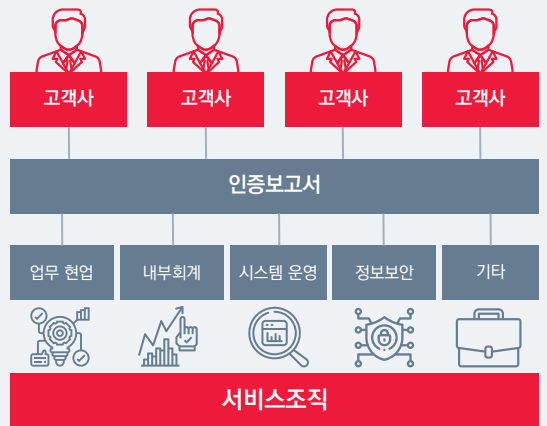 고객사
고객사
고객사
고객사
인증보고서
업무 현업
내부회계
시스템 운영
정보보안
기타
서비스조직